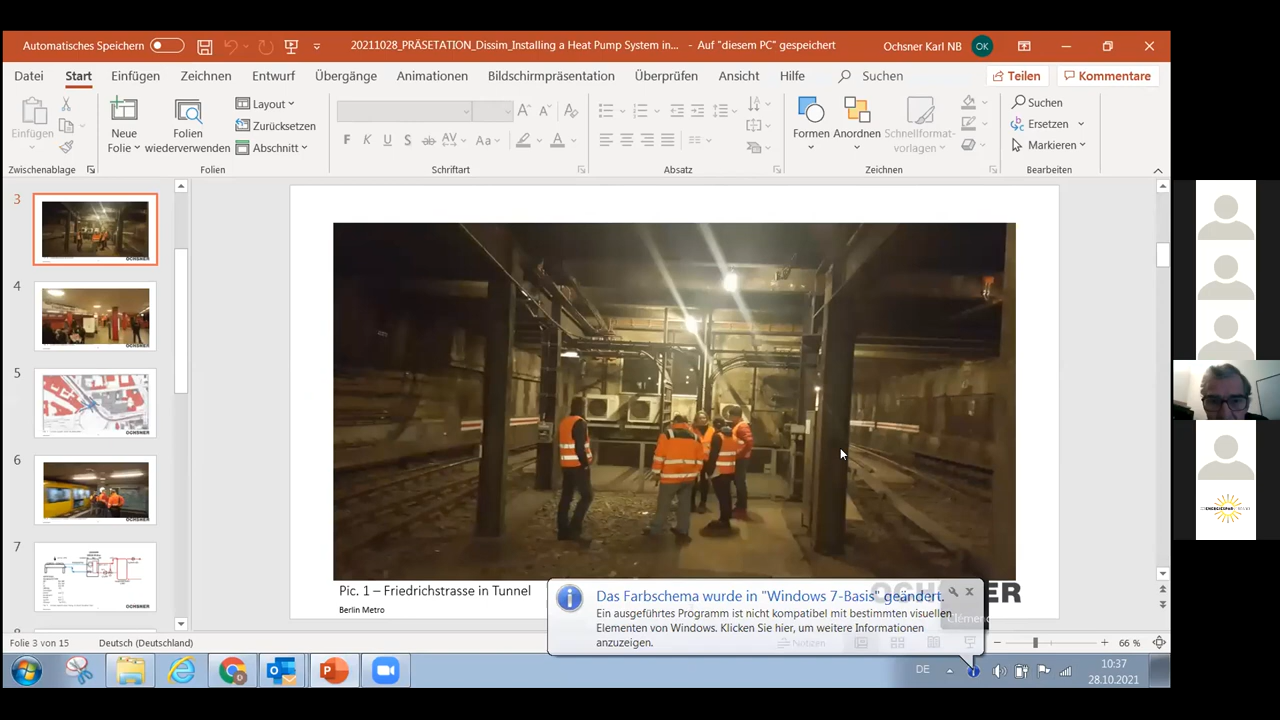 Automatisches Speichern
20211028_PRÄSETATION_Dissim_Installing a Heat Pump System in... - Auf "diesem PC" gespeichert
Ochsner Karl NB
OK
Datei Start Einfügen Zeichnen Entwurf Übergänge Animationen Bildschirmpräsentation Überprüfen Ansicht Hilfe Suchen
Teilen Kommentare
Einfügen
Neue Folie
Folien wiederverwenden
Layout
Zurücksetzen
Abschnitt
F K U S ab AV Aa A
Formen
Anordnen
Schnellformat-
vorlagen
Suchen
Ersetzen
Markieren
Zwischenablage Folien Schriftart Absatz Zeichnen Bearbeiten
3
4
5
6
7
OCHSNER
Pic. 1 – Friedrichstrasse in Tunnel
Berlin Metro
Das Farbschema wurde in "Windows 7-Basis" geändert.
Ein ausgeführtes Programm ist nicht kompatibel mit bestimmten visuellen
Elementen von Windows. Klicken Sie hier, um weitere Informationen
anzuzeigen.
Folie 3 von 15 Deutsch (Deutschland) Notizen 66 %
DE
10:37
28.10.2021